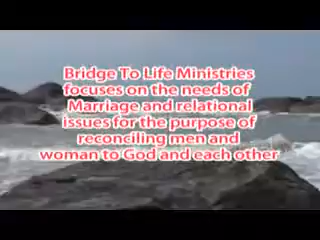 Bridge To Life Ministries
focuses on the needs of
Marriage and relational
issues for the purpose of
reconciling men and
woman to God and each other